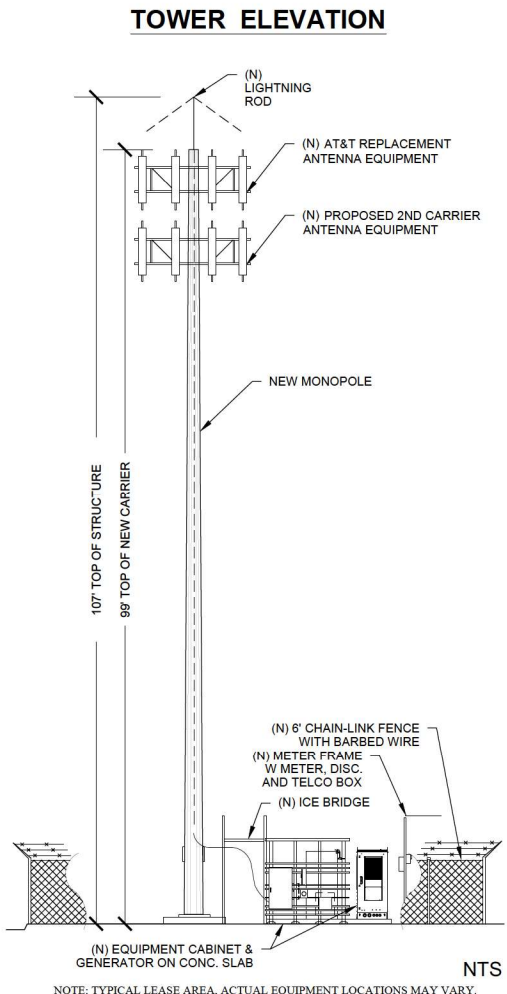 TOWER ELEVATION
(N)
LIGHTNING
ROD
(N) AT&T REPLACEMENT
ANTENNA EQUIPMENT
(N) PROPOSED 2ND CARRIER
ANTENNA EQUIPMENT
NEW MONOPOLE
107' TOP OF STRUCTURE
99' TOP OF NEW CARRIER
(N) 6' CHAIN-LINK FENCE
WITH BARBED WIRE
(N) METER FRAME
W METER, DISC.
AND TELCO BOX
(N) ICE BRIDGE
(N) EQUIPMENT CABINET &
GENERATOR ON CONC. SLAB
NTS
NOTE: TYPICAL LEASE AREA. ACTUAL EQUIPMENT LOCATIONS MAY VARY.